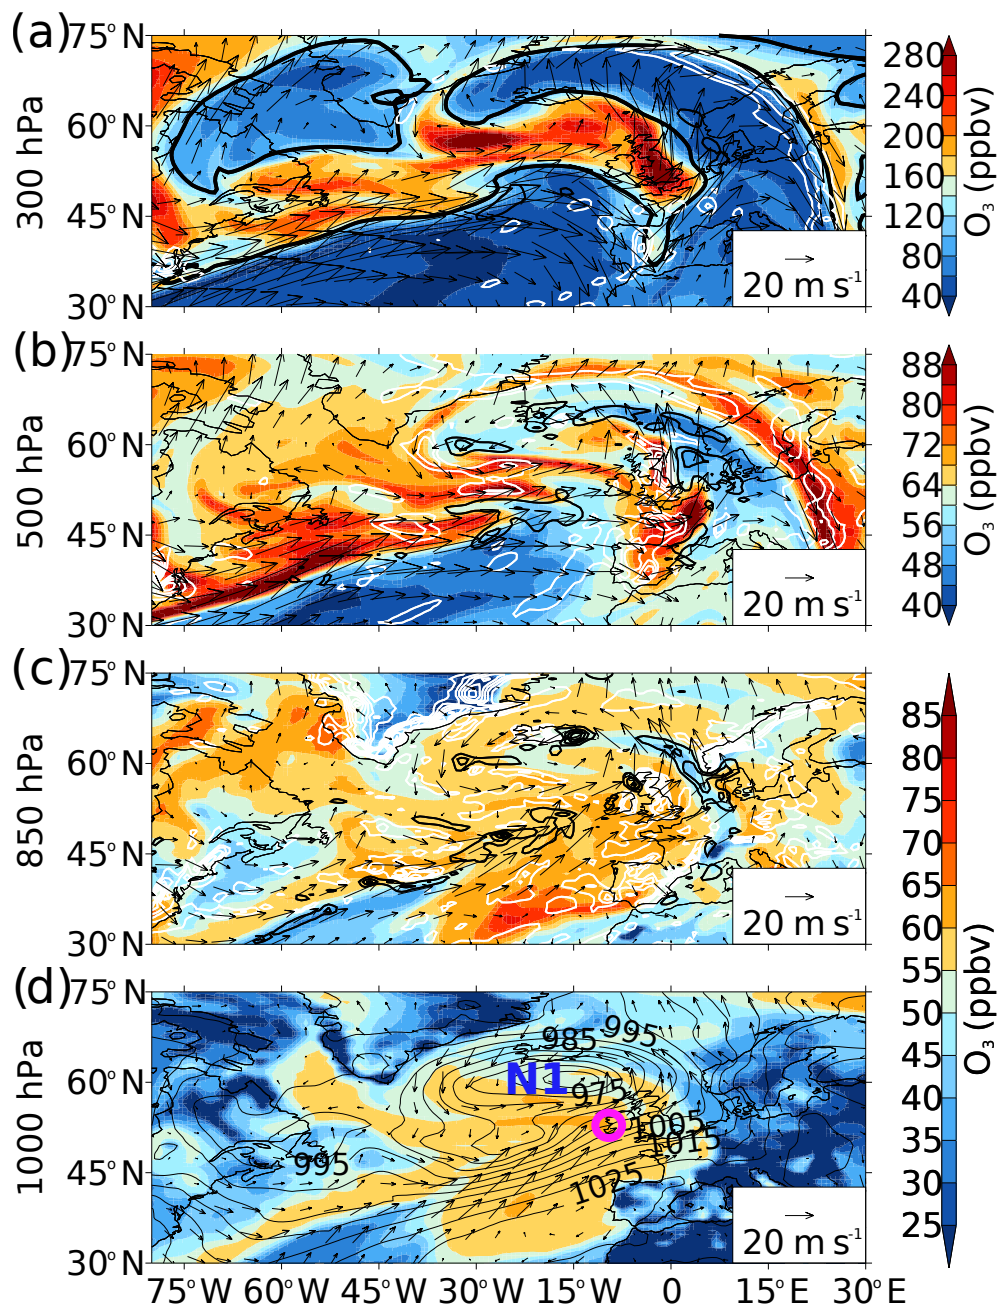 (a)
75°N
60°N
45°N
30°N
300 hPa
20 m s-1
280
240
200
160
120
80
40
O₃ (ppbv)
(b)
75°N
60°N
45°N
30°N
500 hPa
20 m s-1
88
80
72
64
56
48
40
O₃ (ppbv)
(c)
75°N
60°N
45°N
30°N
850 hPa
20 m s-1
(d)
75°N
60°N
45°N
30°N
1000 hPa
985
995
N1
975
1005
1015
995
1025
20 m s-1
85
80
75
70
65
60
55
50
45
40
35
30
25
O₃ (ppbv)
75°W 60°W 45°W 30°W 15°W 0 15°E 30°E